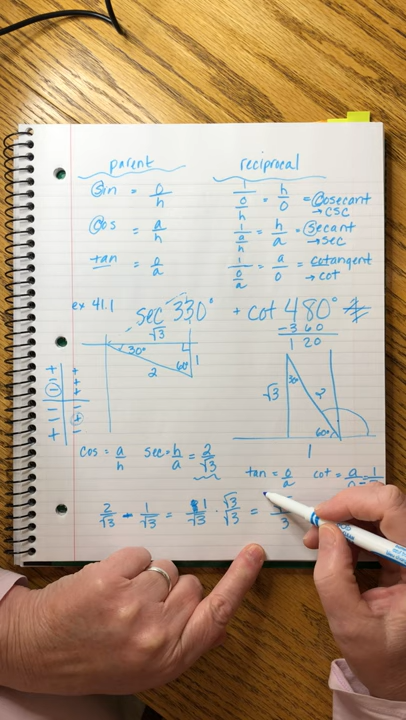 parent reciprocal
sin = o/h 1/(o/h) = h/o = cosecant → csc
cos = a/h 1/(a/h) = h/a = secant → sec
tan = o/a 1/(o/a) = a/o = cotangent → cot
ex 41.1 sec 330° + cot 480°
-360
120
√3
30° 60° 1
2
√3 30° 2
60°
1
+ +
- +
- -
+ -
cos = a/h sec = h/a = 2/√3
tan = o/a cot = a/o = 1/
2/√3 - 1/√3 = 1/√3 · √3/√3 = /3